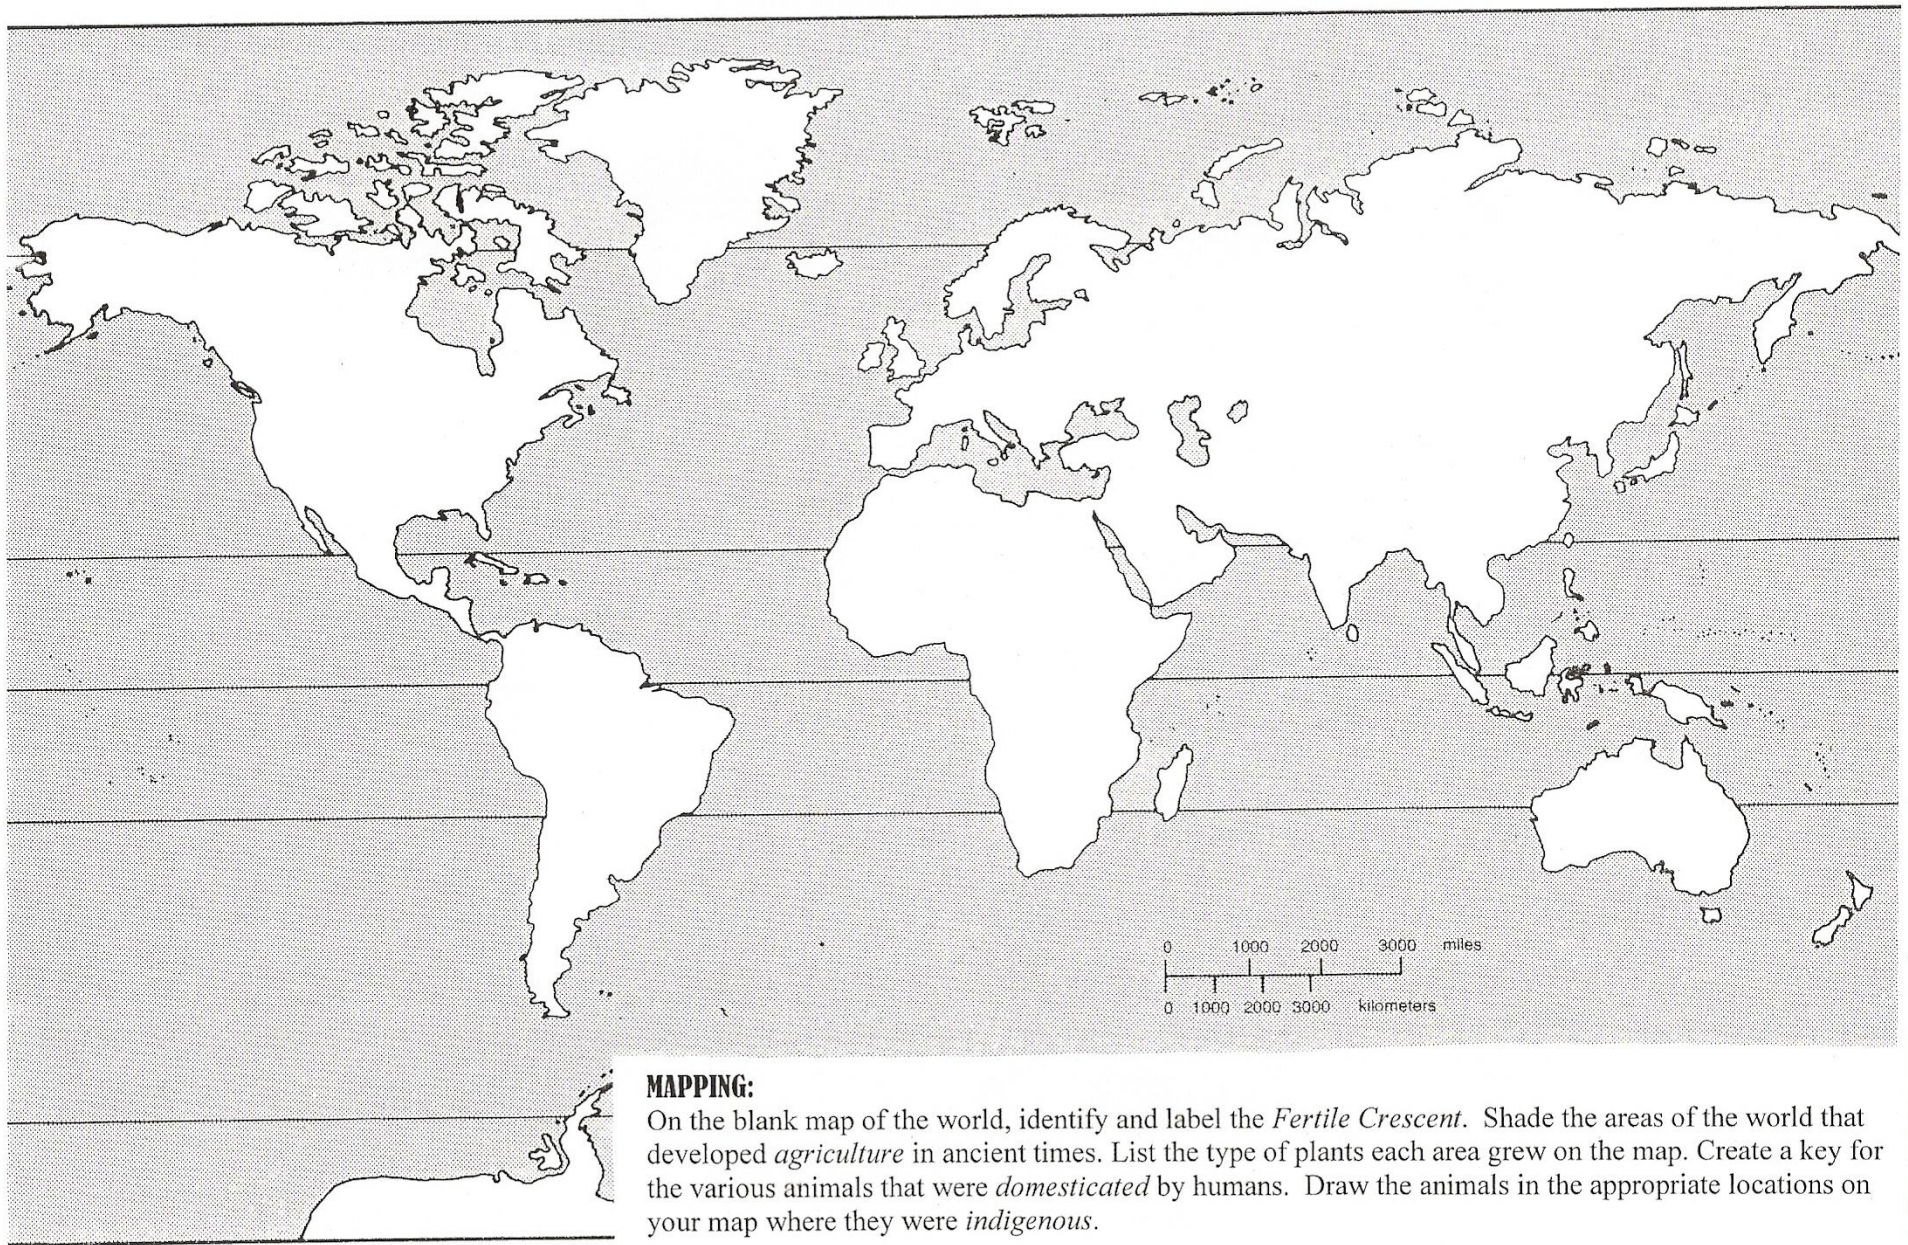 0 1000 2000 3000 miles
0 1000 2000 3000 kilometers
MAPPING:
On the blank map of the world, identify and label the Fertile Crescent. Shade the areas of the world that
developed agriculture in ancient times. List the type of plants each area grew on the map. Create a key for
the various animals that were domesticated by humans. Draw the animals in the appropriate locations on
your map where they were indigenous.